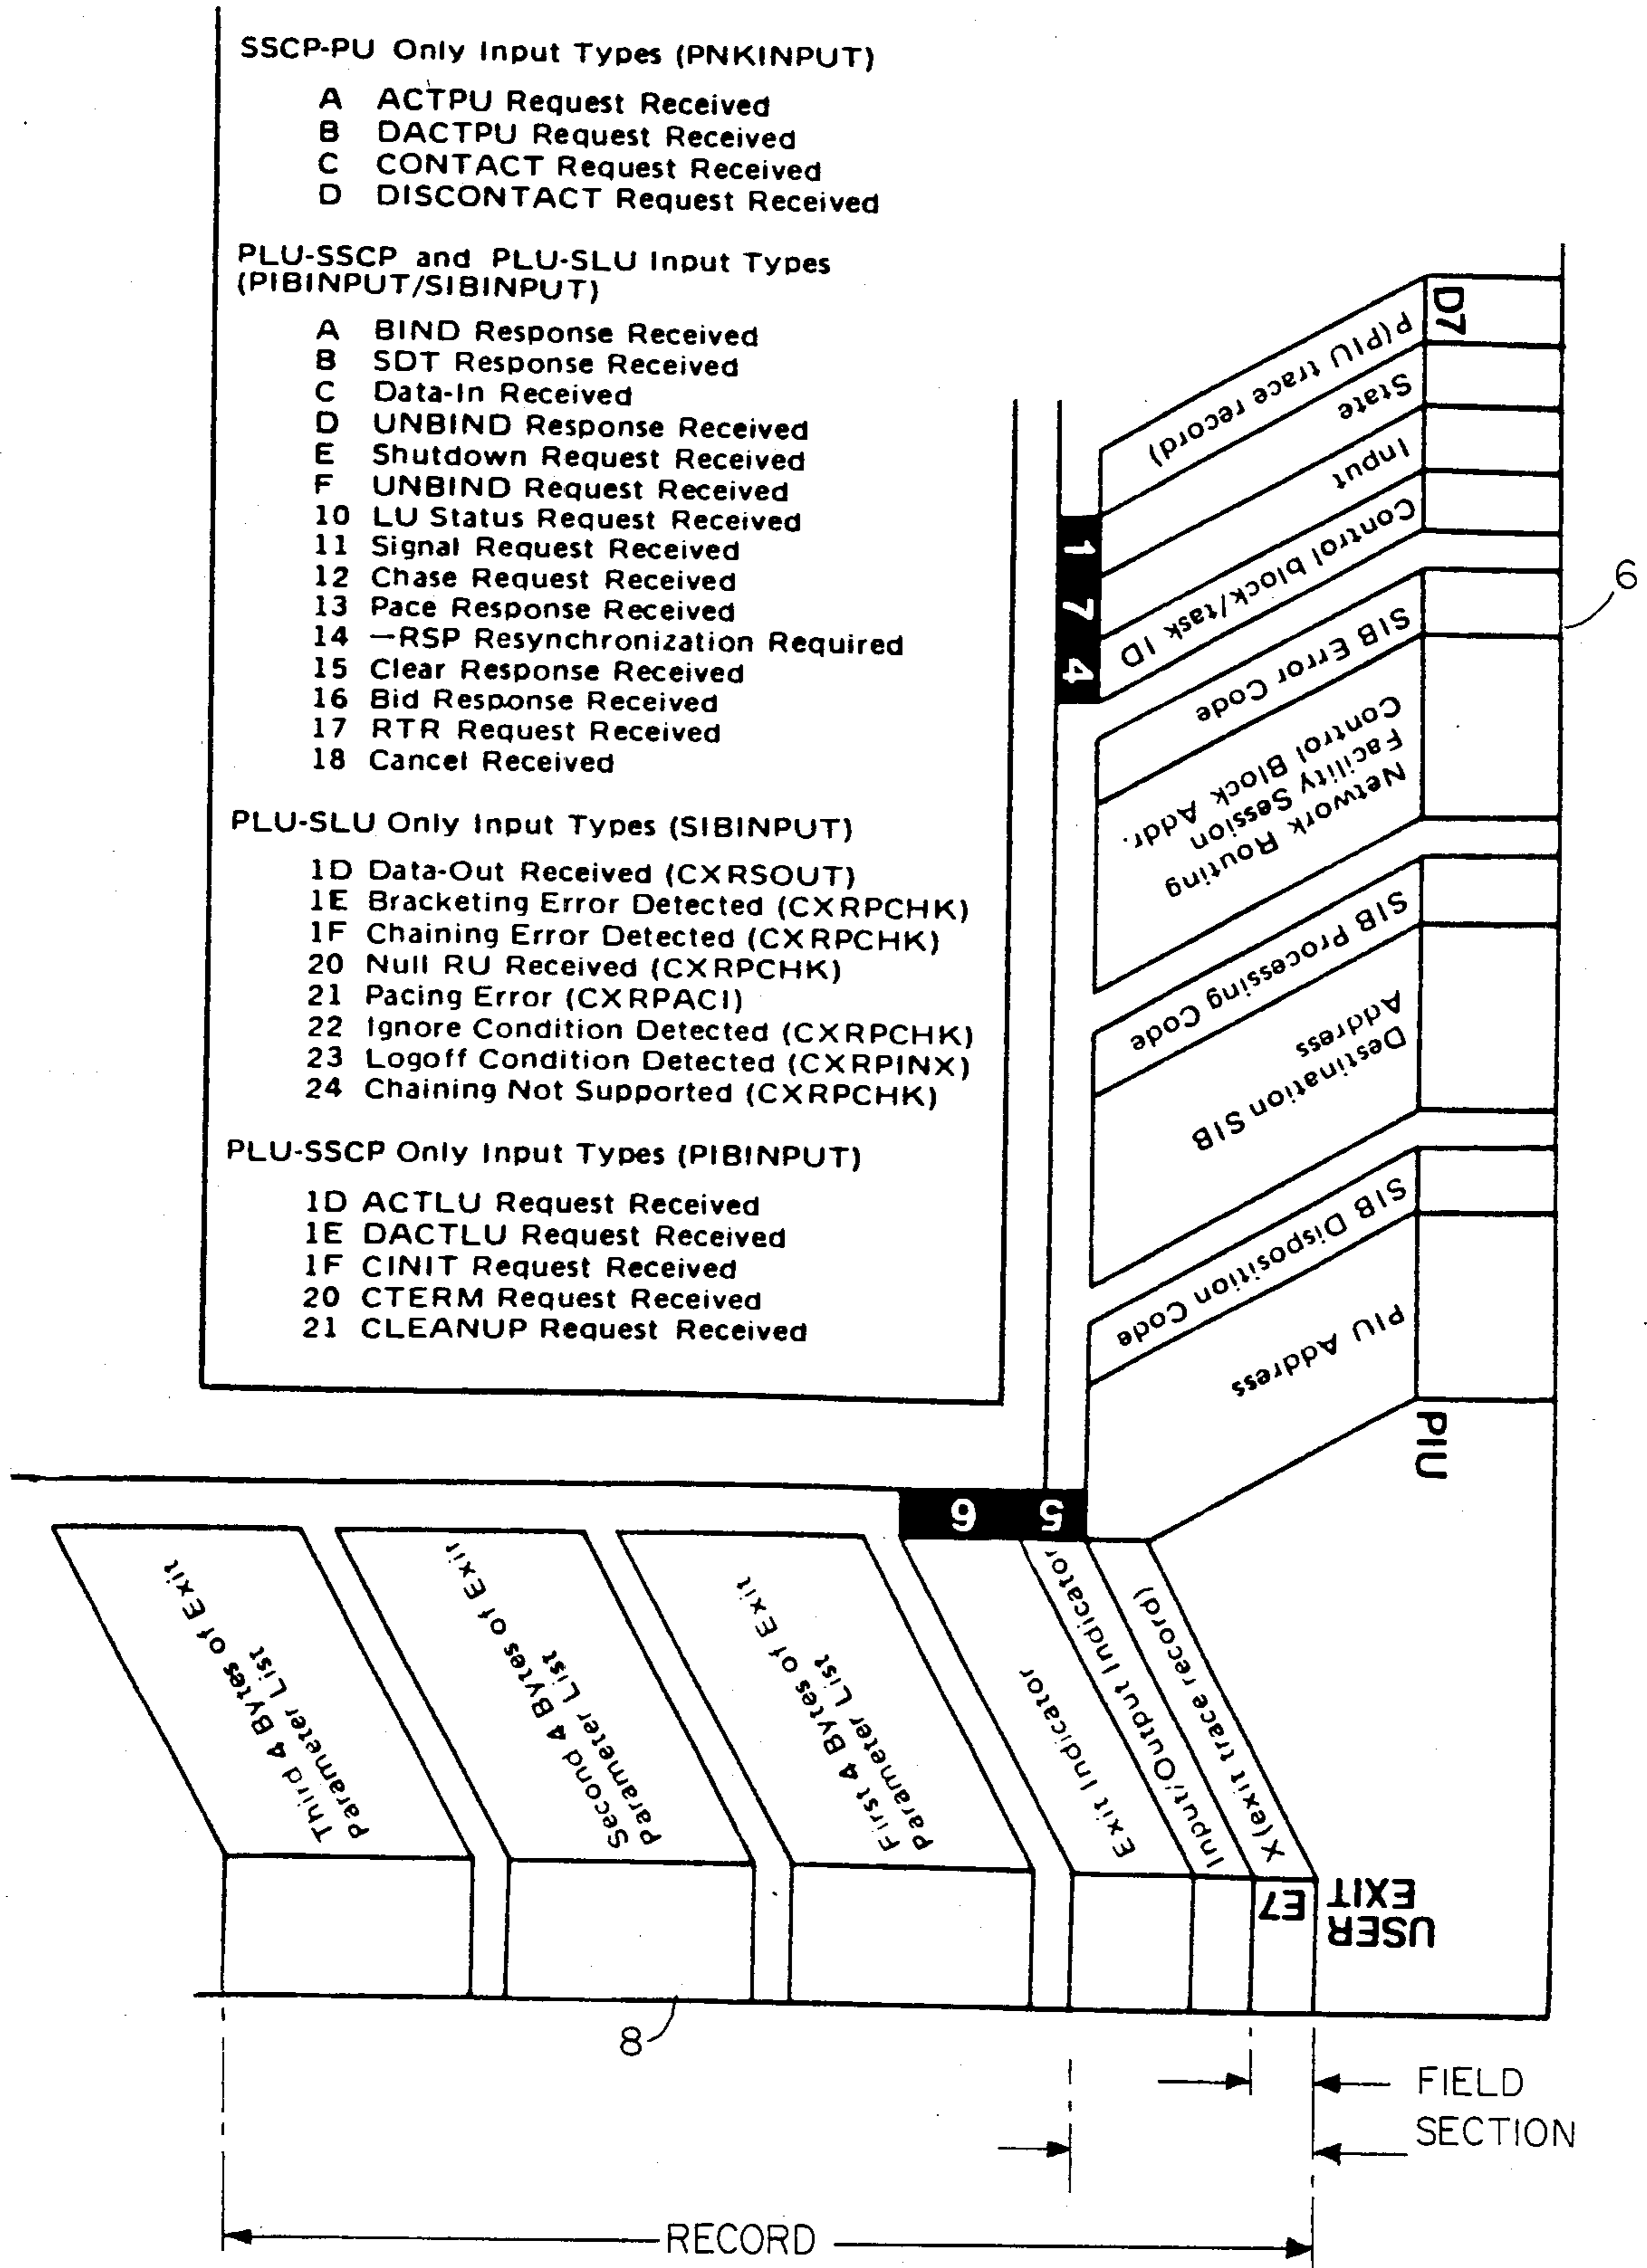 SSCP-PU Only Input Types (PNKINPUT)
A ACTPU Request Received
B DACTPU Request Received
C CONTACT Request Received
D DISCONTACT Request Received
PLU-SSCP and PLU-SLU Input Types
(PIBINPUT/SIBINPUT)
A BIND Response Received
B SDT Response Received
C Data-In Received
D UNBIND Response Received
E Shutdown Request Received
F UNBIND Request Received
10 LU Status Request Received
11 Signal Request Received
12 Chase Request Received
13 Pace Response Received
14 —RSP Resynchronization Required
15 Clear Response Received
16 Bid Response Received
17 RTR Request Received
18 Cancel Received
PLU-SLU Only Input Types (SIBINPUT)
1D Data-Out Received (CXRSOUT)
1E Bracketing Error Detected (CXRPCHK)
1F Chaining Error Detected (CXRPCHK)
20 Null RU Received (CXRPCHK)
21 Pacing Error (CXRPACI)
22 Ignore Condition Detected (CXRPCHK)
23 Logoff Condition Detected (CXRPINX)
24 Chaining Not Supported (CXRPCHK)
PLU-SSCP Only Input Types (PIBINPUT)
1D ACTLU Request Received
1E DACTLU Request Received
1F CINIT Request Received
20 CTERM Request Received
21 CLEANUP Request Received
D7
P(PIU trace record)
State
Input
Control block/task ID
1 7 4
SIB Error Code
Network Routing
Facility Session
Control Block Addr.
SIB Processing Code
Destination SIB
Address
SIB Disposition Code
PIU Address
PIU
6
5 6
X(exit trace record)
Input/Output Indicator
Exit Indicator
First 4 Bytes of Exit
Parameter List
Second 4 Bytes of Exit
Parameter List
Third 4 Bytes of Exit
Parameter List
E7
USER
EXIT
8
FIELD
SECTION
RECORD